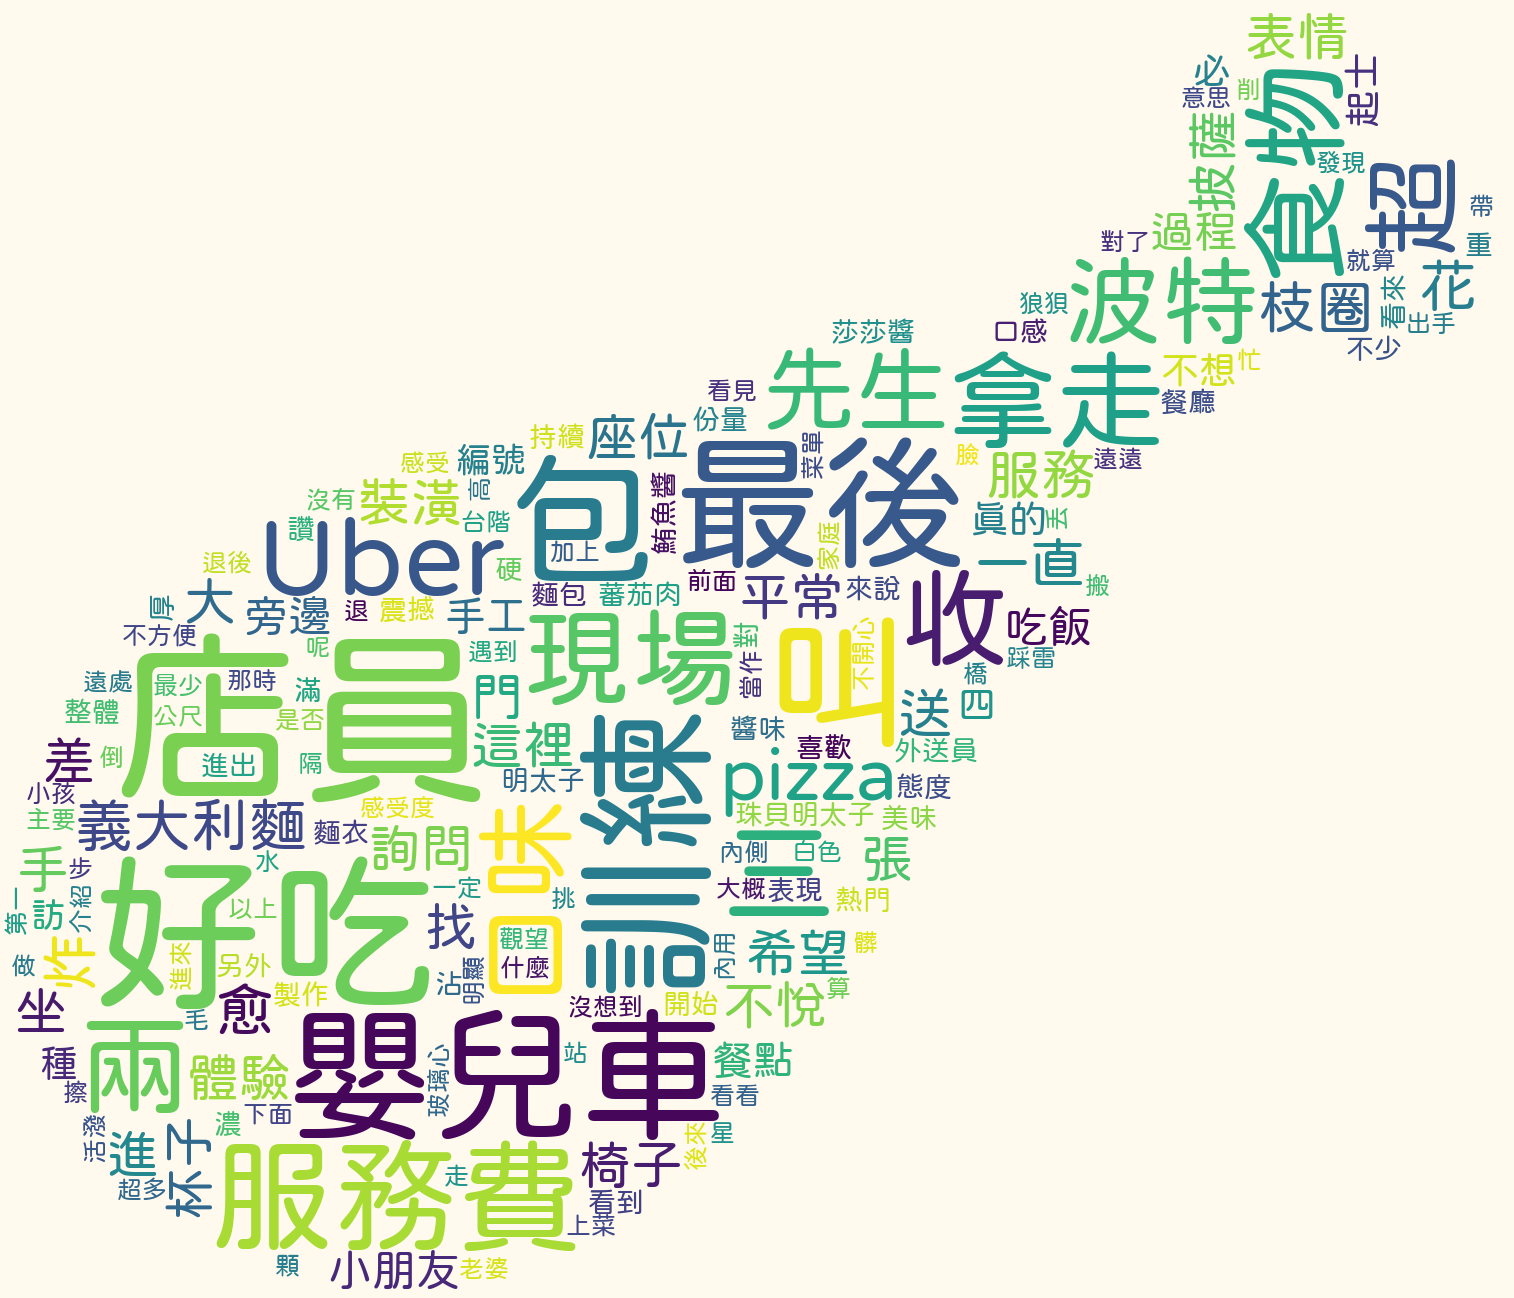 表情
必
起士
意思
削
食物
披薩
發現
超
帶
過程
對了
重
就算
波特
花
枝圈
看來
狼狽
出手
口感
莎莎醬
不少
先生
拿走
不想
忙
看見
餐廳
份量
座位
持續
最後
菜單
編號
感受
臉
服務
遠遠
包
裝潢
高
鮪魚醬
沒有
台階
讚
真的
丟
Uber
家庭
加上
一直
退後
硬
前面
平常
來說
搬
收
大
麵包
蕃茄肉
厚
旁邊
退
震撼
手工
吃飯
現場
叫
不開心
不方便
對
店員
呢
遇到
踩雷
當作
橋
遠處
最少
那時
滿
門
送
四
整體
公尺
是否
這裡
訓練
醬味
喜歡
外送員
差
倒
進出
隔
明太子
pizza
態度
小孩
感受度
珠貝明太子
美味
主要
義大利麵
麵衣
詢問
口味
三
內側
白色
張
手
步
水
好吃
一定
挑
大概
表現
熱門
第一
訪
介紹
以上
找
觀望
希望
髒
炸
進來
另外
什麼
內用
做
沾
明顯
坐
愈
製作
沒想到
開始
不悅
算
毛
兩
嬰兒車
種
體驗
玻璃心
站
餐點
擦
看看
濃
下面
活潑
進
杯子
服務費
椅子
後來
星
走
超多
看到
上菜
顆
小朋友
老婆